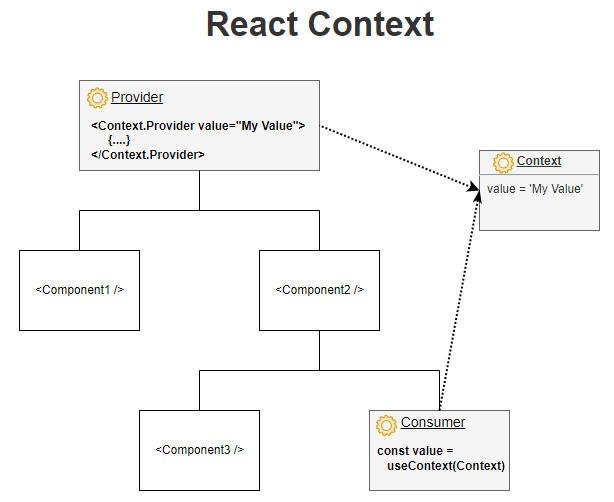 React Context
Provider
<Context.Provider value="My Value">
{....}
</Context.Provider>
Context
value = 'My Value'
<Component1 />
<Component2 />
<Component3 />
Consumer
const value =
useContext(Context)